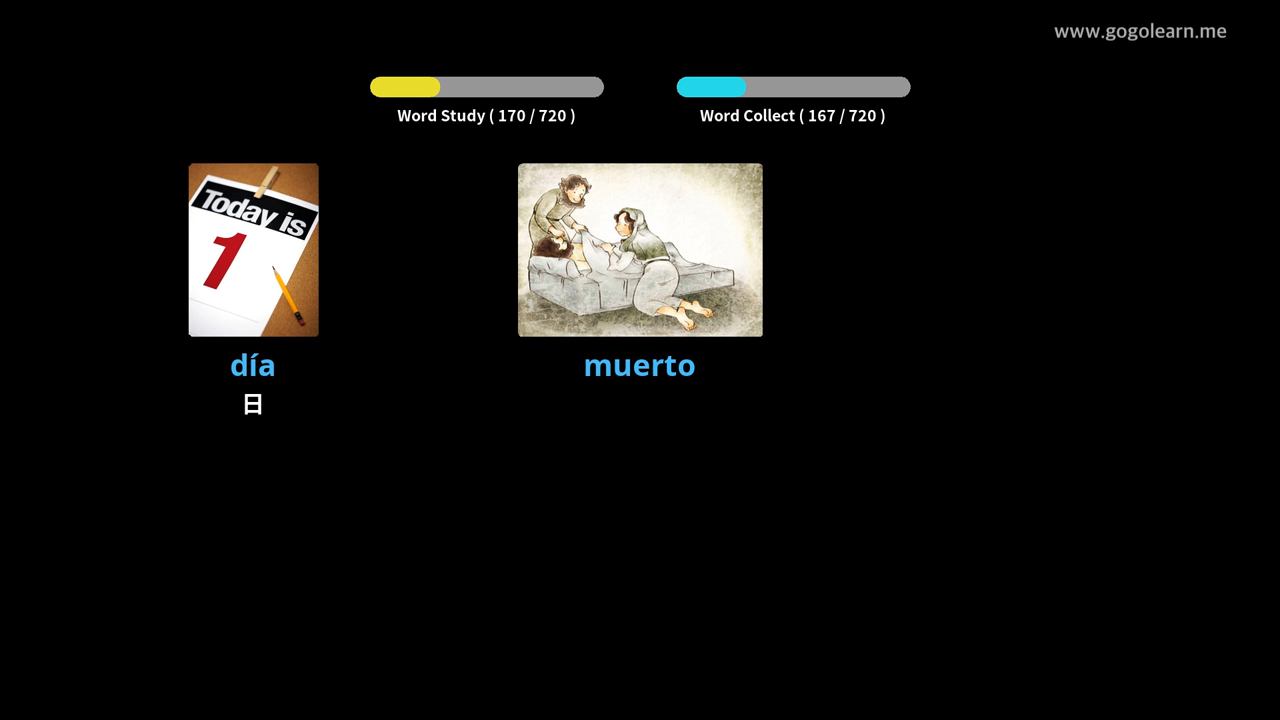 www.gogolearn.me
Word Study ( 170 / 720 )
Word Collect ( 167 / 720 )
Today is
1
día
muerto
日